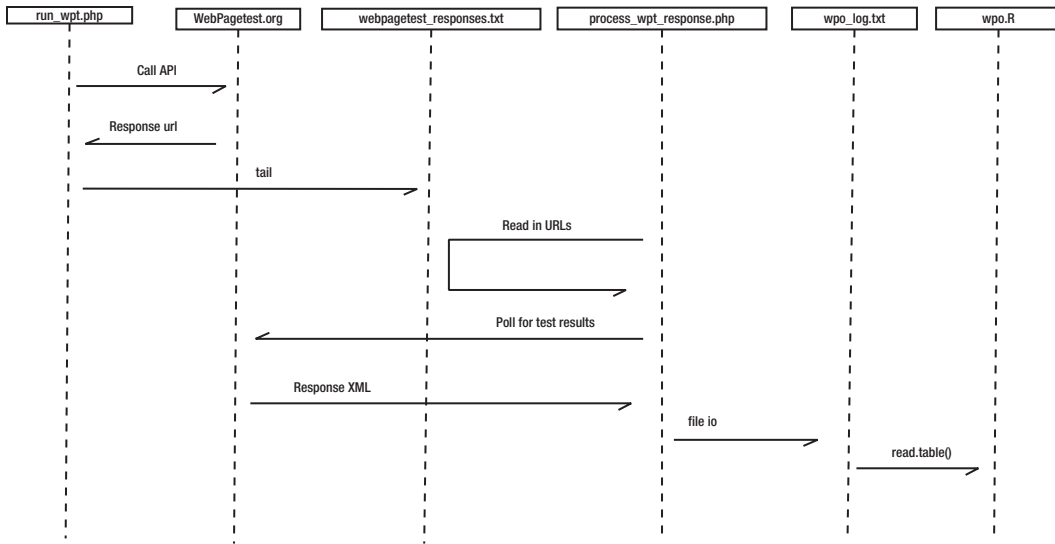 run_wpt.php
WebPagetest.org
webpagetest_responses.txt
process_wpt_response.php
wpo_log.txt
wpo.R
Call API
Response url
tail
Read in URLs
Poll for test results
Response XML
file io
read.table()